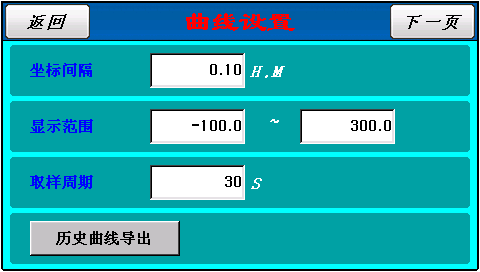 返回 曲线设置 下一页
坐标间隔 0.10 H.M
显示范围 -100.0 ~ 300.0
取样周期 30 S
历史曲线导出